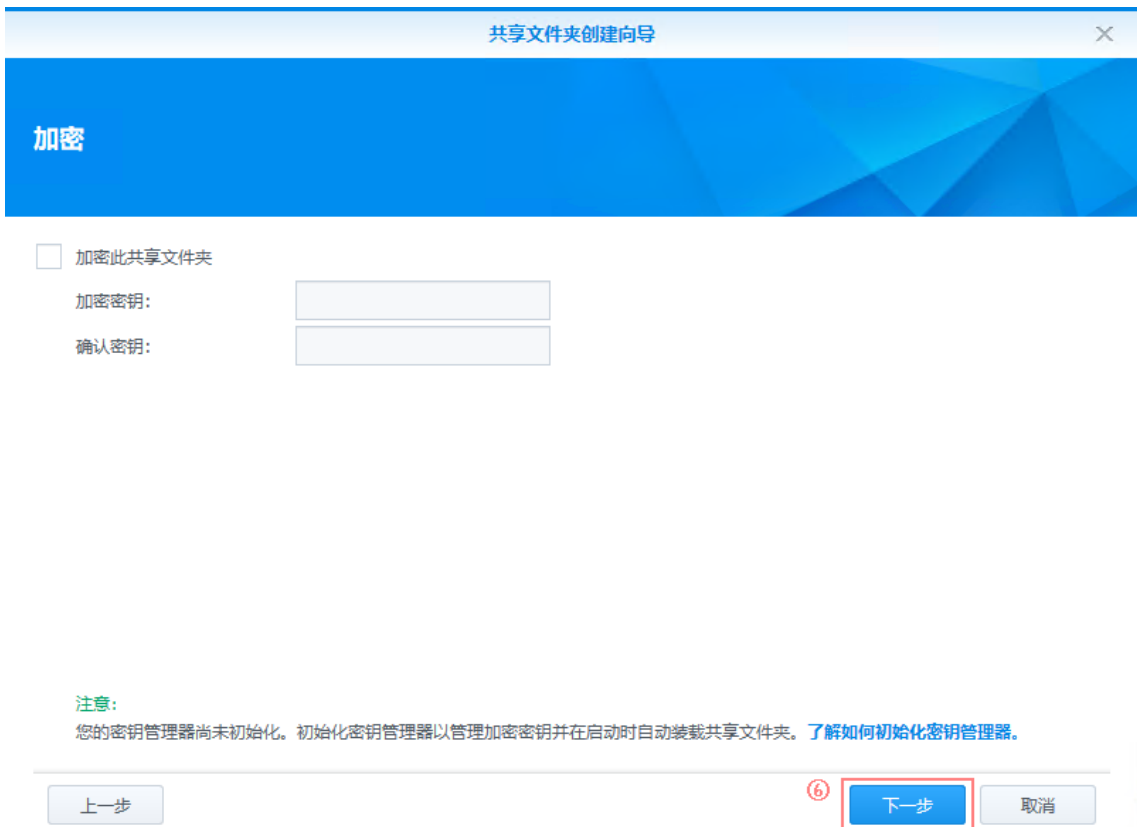 共享文件夹创建向导
加密
加密此共享文件夹
加密密钥：
确认密钥：
注意：
您的密钥管理器尚未初始化。初始化密钥管理器以管理加密密钥并在启动时自动装载共享文件夹。了解如何初始化密钥管理器。
上一步 ⑥ 下一步 取消